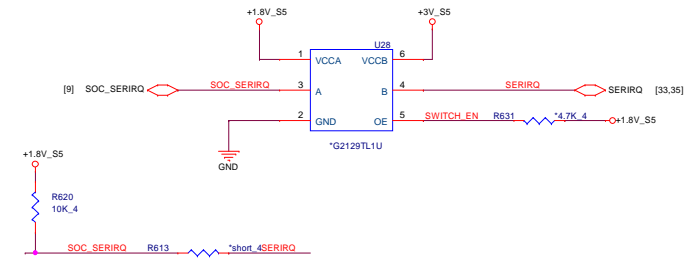 +1.8V_S5 +3V_S5
U28
1 VCCA VCCB 6
[9] SOC_SERIRQ SOC_SERIRQ 3 A B 4 SERIRQ SERIRQ [33,35]
2 GND OE 5 SWITCH_EN R631 *4.7K_4 +1.8V_S5
*G2129TL1U
GND
+1.8V_S5
R620
10K_4
SOC_SERIRQ R613 *short_4 SERIRQ